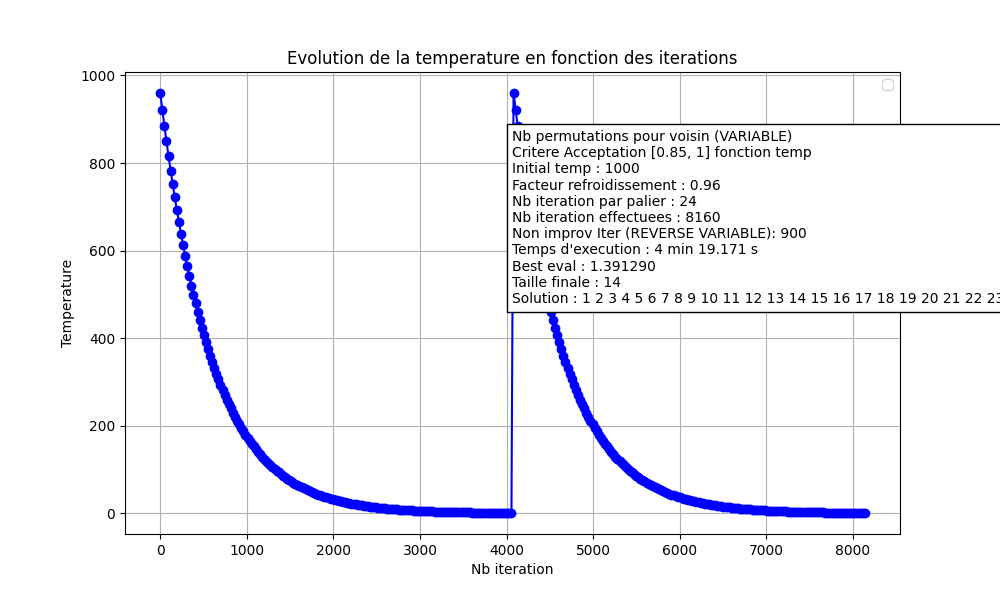 Evolution de la temperature en fonction des iterations
Temperature
1000
800
600
400
200
0
Nb permutations pour voisin (VARIABLE)
Critere Acceptation [0.85, 1] fonction temp
Initial temp : 1000
Facteur refroidissement : 0.96
Nb iteration par palier : 24
Nb iteration effectuees : 8160
Non improv Iter (REVERSE VARIABLE): 900
Temps d'execution : 4 min 19.171 s
Best eval : 1.391290
Taille finale : 14
Solution : 1 2 3 4 5 6 7 8 9 10 11 12 13 14 15 16 17 18 19 20 21 22 23
0 1000 2000 3000 4000 5000 6000 7000 8000
Nb iteration